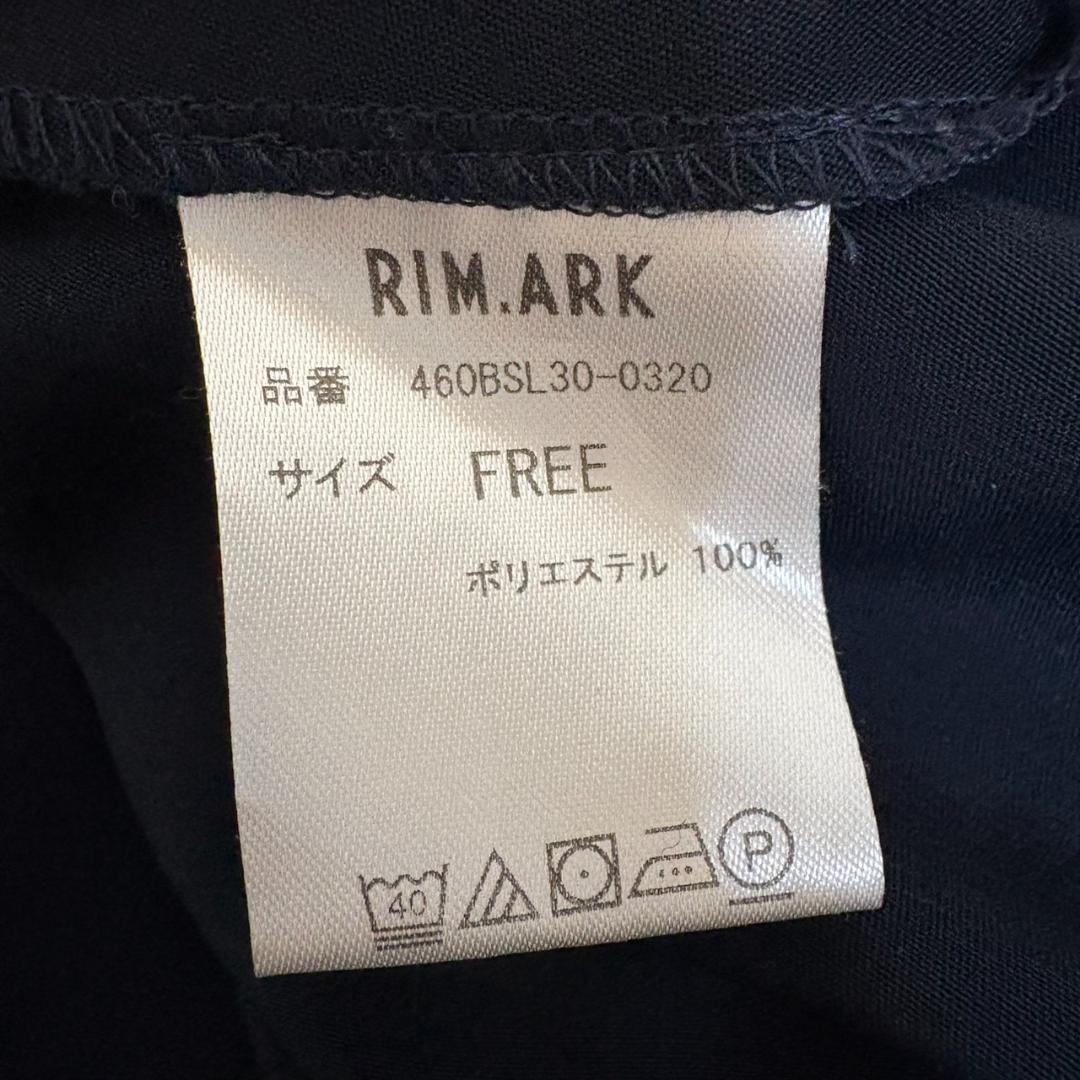 RIM.ARK
品番 460BSL30-0320
サイズ FREE
ポリエステル 100%
40 P